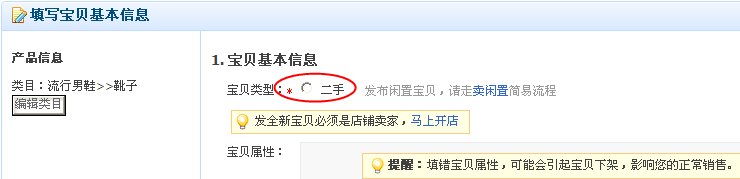 填写宝贝基本信息
产品信息
类目：流行男鞋>>靴子
编辑类目
1. 宝贝基本信息
宝贝类型：* 二手 发布闲置宝贝，请走卖闲置简易流程
发全新宝贝必须是店铺卖家，马上开店
宝贝属性：
提醒：填错宝贝属性，可能会引起宝贝下架，影响您的正常销售。